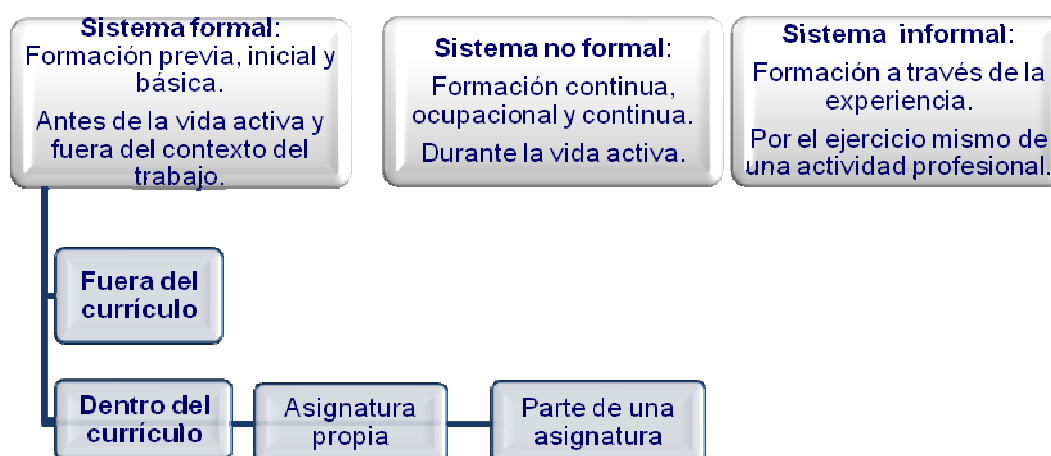 Sistema formal:
Formación previa, inicial y
básica.
Antes de la vida activa y
fuera del contexto del
trabajo.
Sistema no formal:
Formación continua,
ocupacional y continua.
Durante la vida activa.
Sistema informal:
Formación a través de la
experiencia.
Por el ejercicio mismo de
una actividad profesional.
Fuera del
currículo
Dentro del
currículo
Asignatura
propia
Parte de una
asignatura